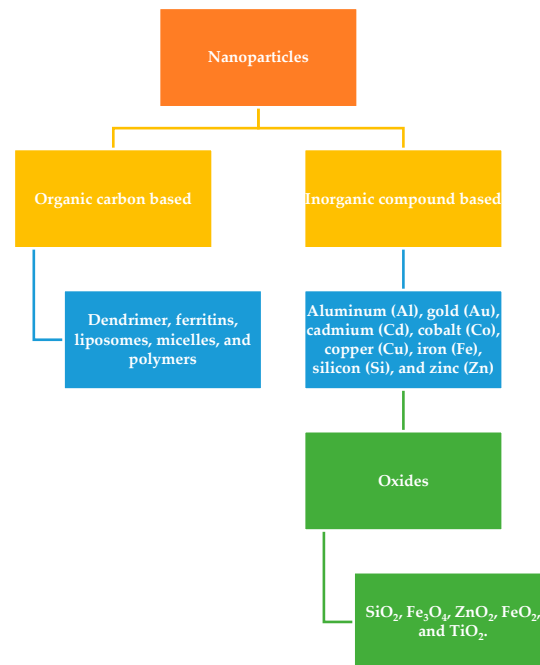 Nanoparticles
Organic carbon based
Inorganic compound based
Dendrimer, ferritins,
liposomes, micelles, and
polymers
Aluminum (Al), gold (Au),
cadmium (Cd), cobalt (Co),
copper (Cu), iron (Fe),
silicon (Si), and zinc (Zn)
Oxides
SiO₂, Fe₃O₄, ZnO₂, FeO₂,
and TiO₂.